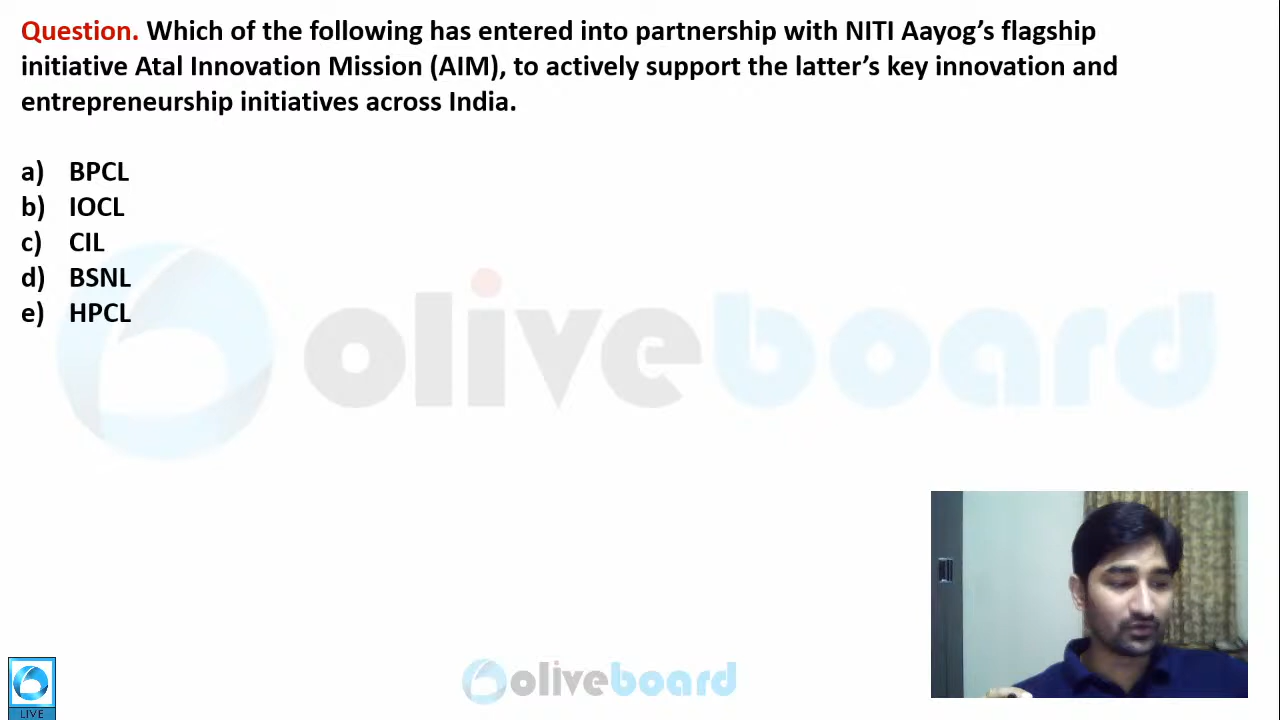 Question. Which of the following has entered into partnership with NITI Aayog’s flagship
initiative Atal Innovation Mission (AIM), to actively support the latter’s key innovation and
entrepreneurship initiatives across India.
a) BPCL
b) IOCL
c) CIL
d) BSNL
e) HPCL
oliveboard
oliveboard
LIVE